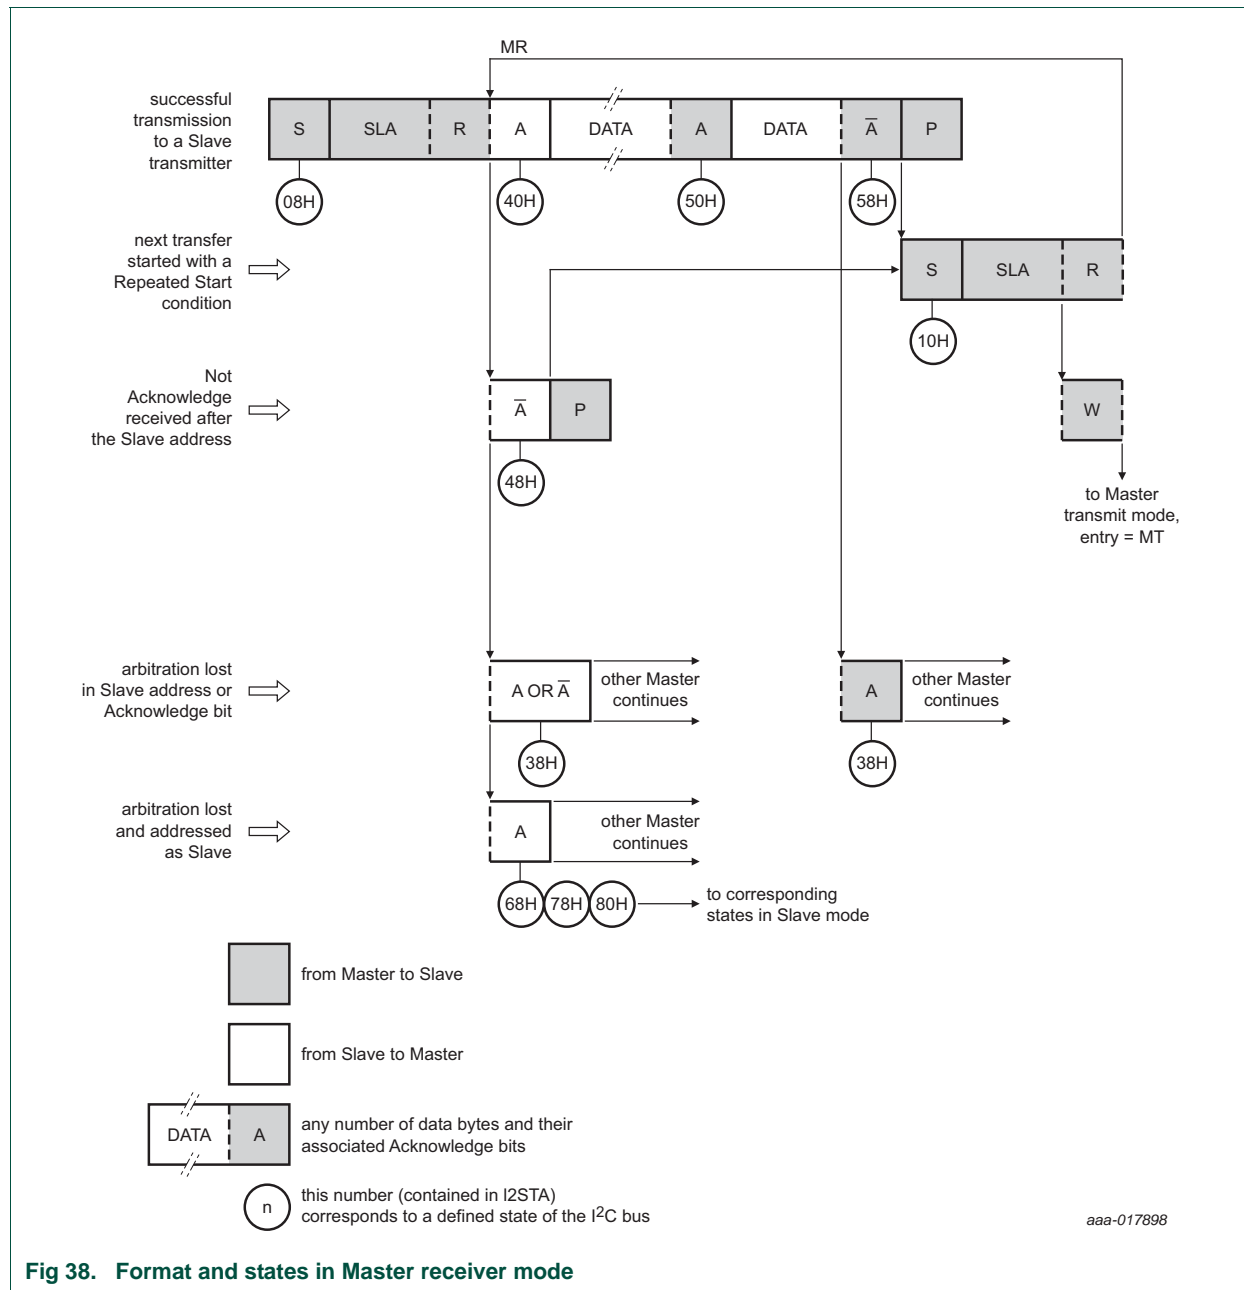 MR
successful
transmission
to a Slave
transmitter
S SLA R A DATA A DATA A̅ P
08H 40H 50H 58H
next transfer
started with a
Repeated Start
condition
S SLA R
10H
Not
Acknowledge
received after
the Slave address
A̅ P
W
48H
to Master
transmit mode,
entry = MT
arbitration lost
in Slave address or
Acknowledge bit
A OR A̅
other Master
continues
A
other Master
continues
38H 38H
arbitration lost
and addressed
as Slave
A
other Master
continues
68H 78H 80H
to corresponding
states in Slave mode
from Master to Slave
from Slave to Master
DATA A
any number of data bytes and their
associated Acknowledge bits
n
this number (contained in I2STA)
corresponds to a defined state of the I²C bus
aaa-017898
Fig 38. Format and states in Master receiver mode